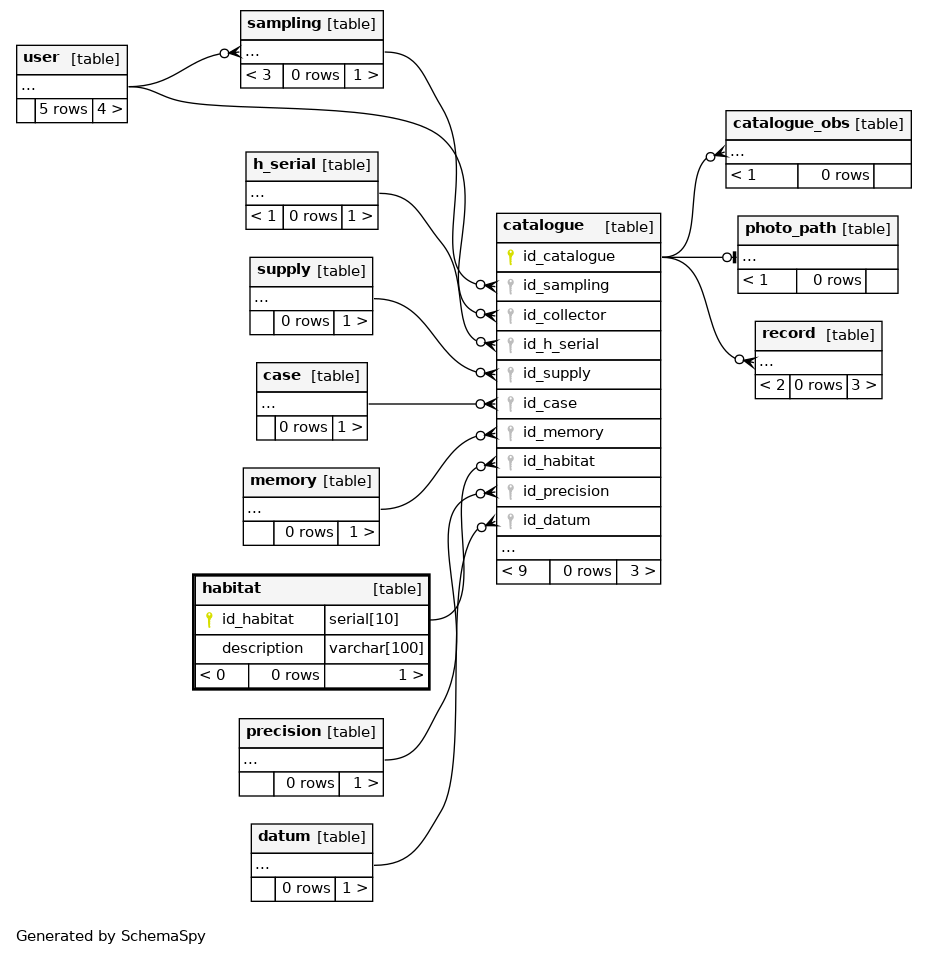 user [table]
...
5 rows 4 >
sampling [table]
...
< 3 0 rows 1 >
h_serial [table]
...
< 1 0 rows 1 >
supply [table]
...
0 rows 1 >
case [table]
...
0 rows 1 >
memory [table]
...
0 rows 1 >
habitat [table]
id_habitat serial[10]
description varchar[100]
< 0 0 rows 1 >
precision [table]
...
0 rows 1 >
datum [table]
...
0 rows 1 >
catalogue [table]
id_catalogue
id_sampling
id_collector
id_h_serial
id_supply
id_case
id_memory
id_habitat
id_precision
id_datum
...
< 9 0 rows 3 >
catalogue_obs [table]
...
< 1 0 rows
photo_path [table]
...
< 1 0 rows
record [table]
...
< 2 0 rows 3 >
Generated by SchemaSpy